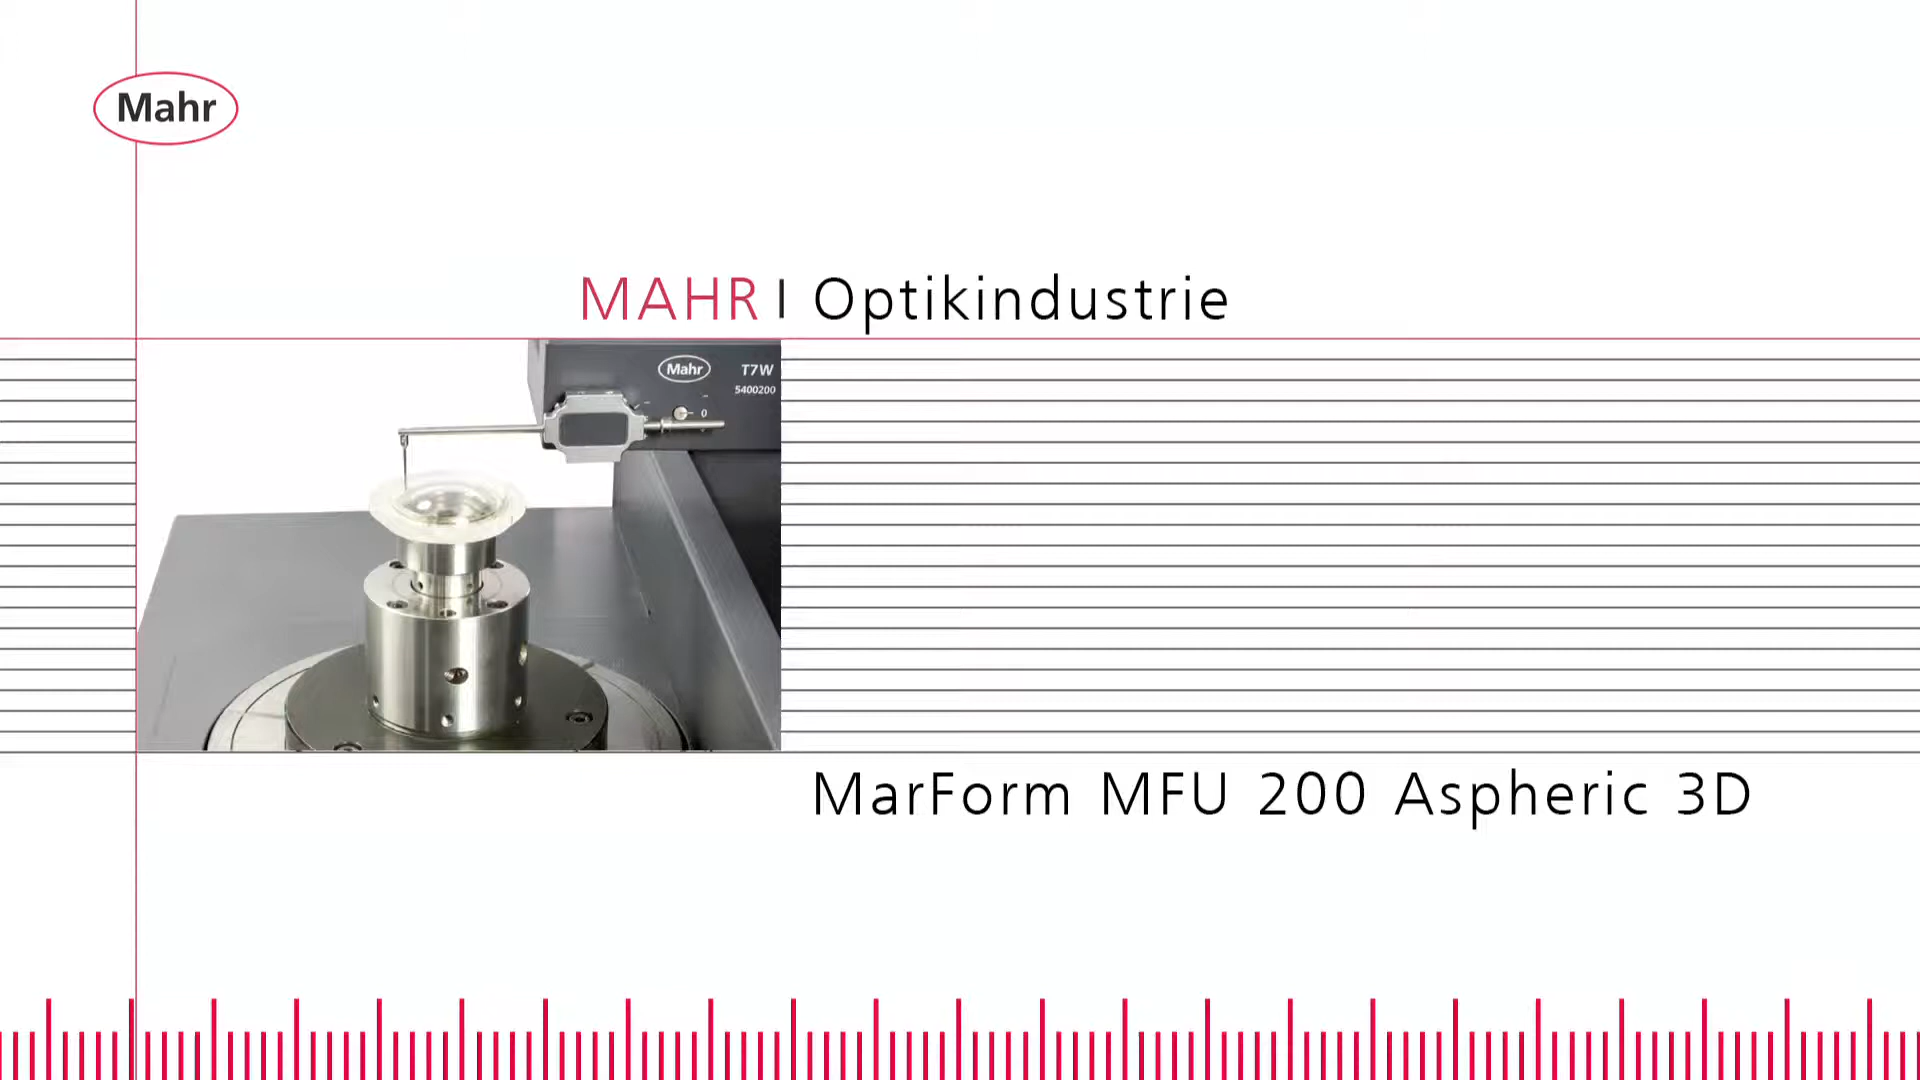 Mahr
MAHR | Optikindustrie
Mahr T7W
5400200
0
MarForm MFU 200 Aspheric 3D